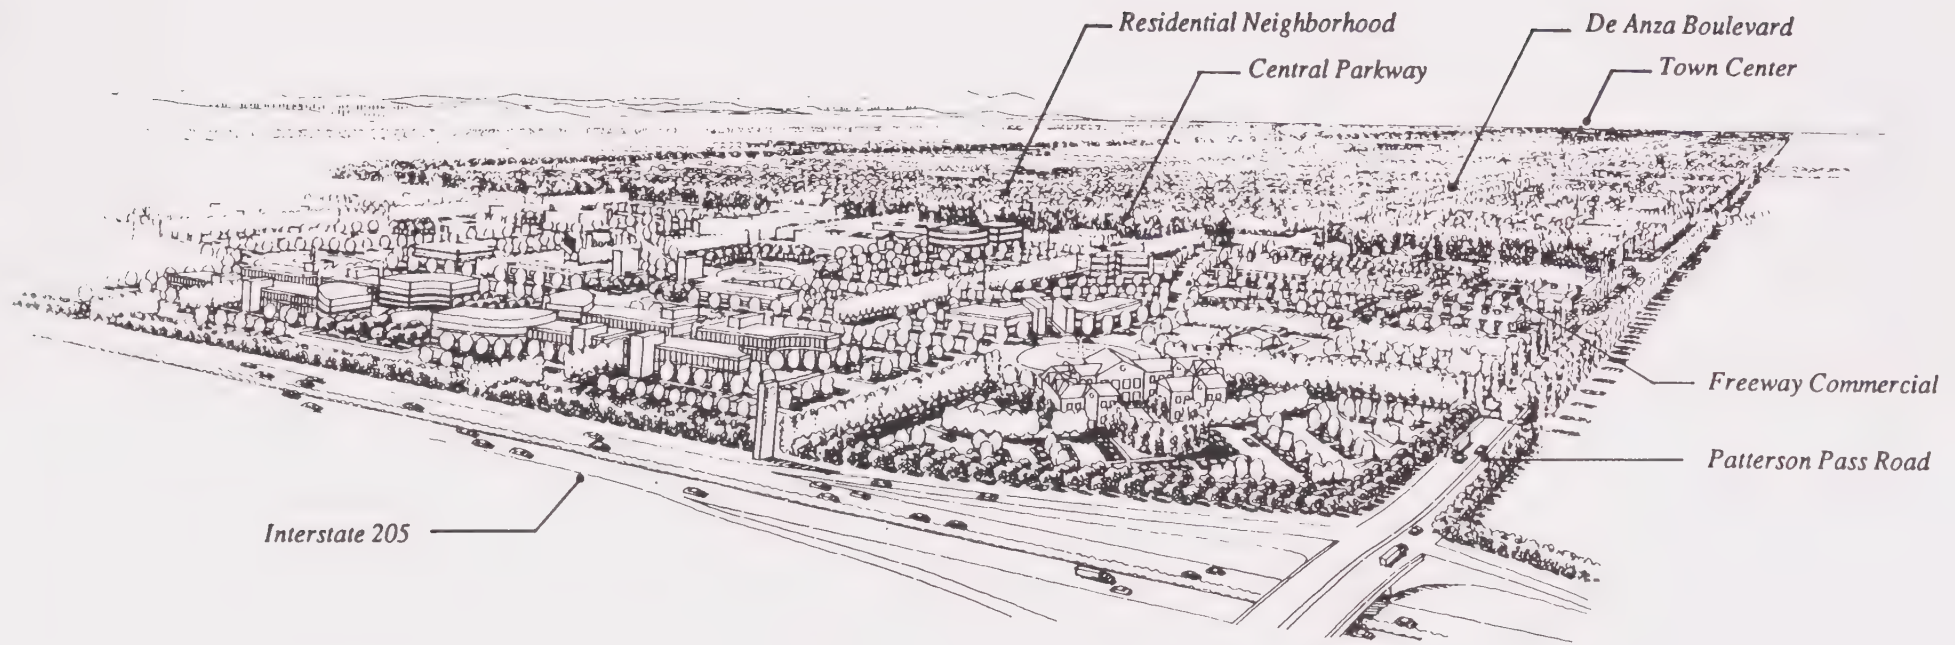 Residential Neighborhood
De Anza Boulevard
Central Parkway
Town Center
Freeway Commercial
Patterson Pass Road
Interstate 205